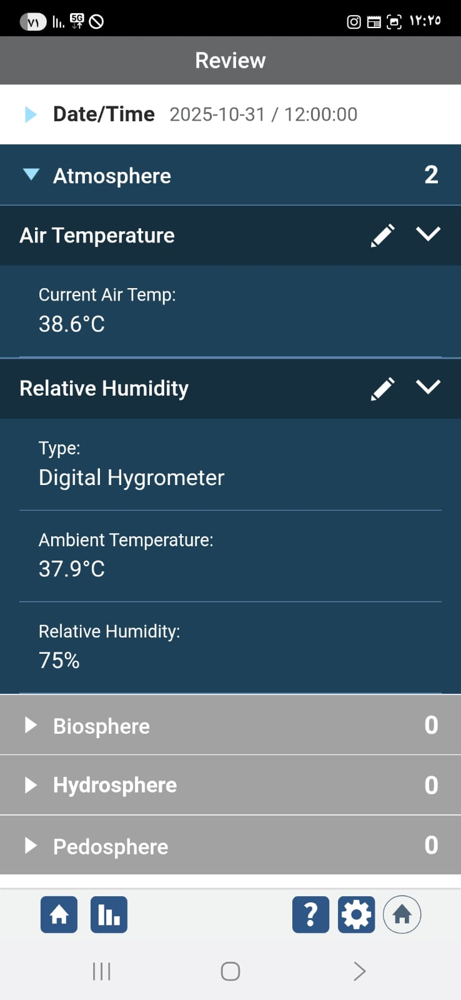 ٧١ 5G ١٢:٢٥
Review
Date/Time 2025-10-31 / 12:00:00
Atmosphere 2
Air Temperature
Current Air Temp:
38.6°C
Relative Humidity
Type:
Digital Hygrometer
Ambient Temperature:
37.9°C
Relative Humidity:
75%
Biosphere 0
Hydrosphere 0
Pedosphere 0
?